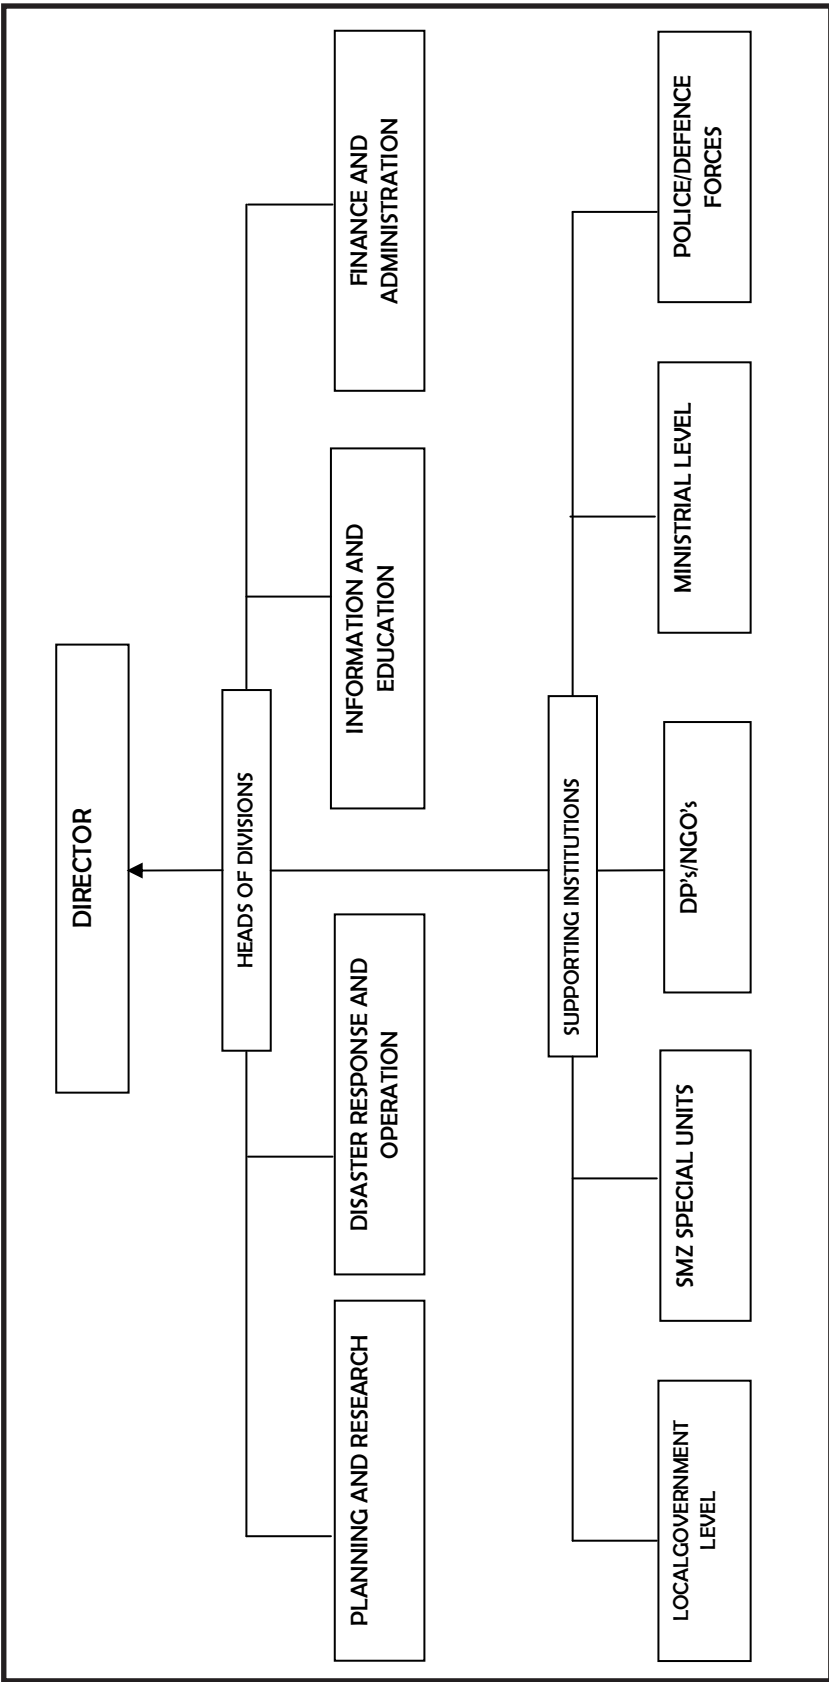 DIRECTOR
HEADS OF DIVISIONS
PLANNING AND RESEARCH
DISASTER RESPONSE AND
OPERATION
INFORMATION AND
EDUCATION
FINANCE AND
ADMINISTRATION
SUPPORTING INSTITUTIONS
LOCALGOVERNMENT
LEVEL
SMZ SPECIAL UNITS
DP's/NGO's
MINISTRIAL LEVEL
POLICE/DEFENCE
FORCES